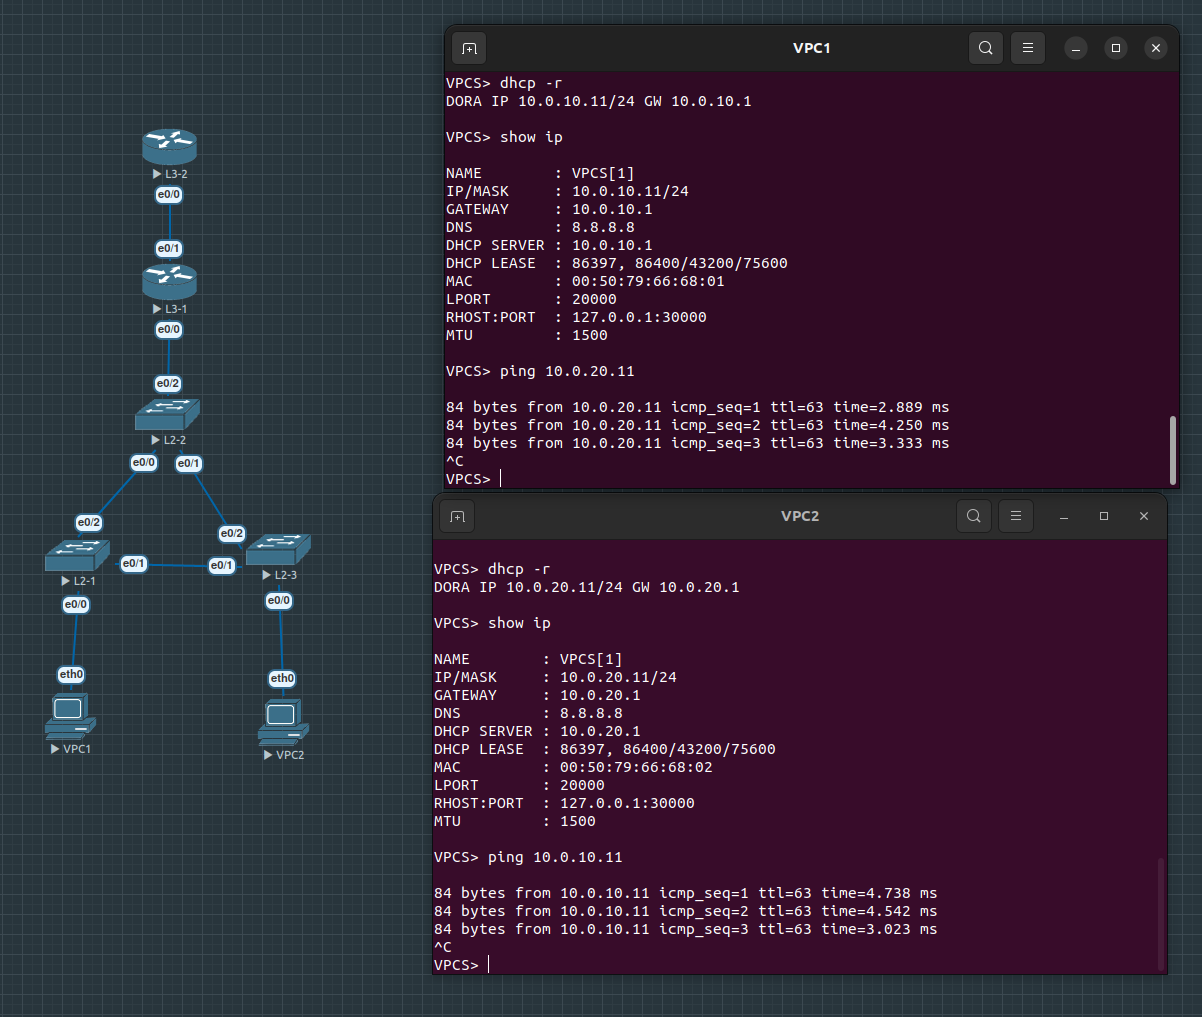 L3-2
e0/0
e0/1
L3-1
e0/0
e0/2
L2-2
e0/0
e0/1
e0/2
e0/2
L2-1
e0/1
e0/1
L2-3
e0/0
e0/0
eth0
eth0
VPC1
VPC2
VPC1
VPCS> dhcp -r
DORA IP 10.0.10.11/24 GW 10.0.10.1
VPCS> show ip
NAME        : VPCS[1]
IP/MASK     : 10.0.10.11/24
GATEWAY     : 10.0.10.1
DNS         : 8.8.8.8
DHCP SERVER : 10.0.10.1
DHCP LEASE  : 86397, 86400/43200/75600
MAC         : 00:50:79:66:68:01
LPORT       : 20000
RHOST:PORT  : 127.0.0.1:30000
MTU         : 1500
VPCS> ping 10.0.20.11
84 bytes from 10.0.20.11 icmp_seq=1 ttl=63 time=2.889 ms
84 bytes from 10.0.20.11 icmp_seq=2 ttl=63 time=4.250 ms
84 bytes from 10.0.20.11 icmp_seq=3 ttl=63 time=3.333 ms
^C
VPCS>
VPC2
VPCS> dhcp -r
DORA IP 10.0.20.11/24 GW 10.0.20.1
VPCS> show ip
NAME        : VPCS[1]
IP/MASK     : 10.0.20.11/24
GATEWAY     : 10.0.20.1
DNS         : 8.8.8.8
DHCP SERVER : 10.0.20.1
DHCP LEASE  : 86397, 86400/43200/75600
MAC         : 00:50:79:66:68:02
LPORT       : 20000
RHOST:PORT  : 127.0.0.1:30000
MTU         : 1500
VPCS> ping 10.0.10.11
84 bytes from 10.0.10.11 icmp_seq=1 ttl=63 time=4.738 ms
84 bytes from 10.0.10.11 icmp_seq=2 ttl=63 time=4.542 ms
84 bytes from 10.0.10.11 icmp_seq=3 ttl=63 time=3.023 ms
^C
VPCS>